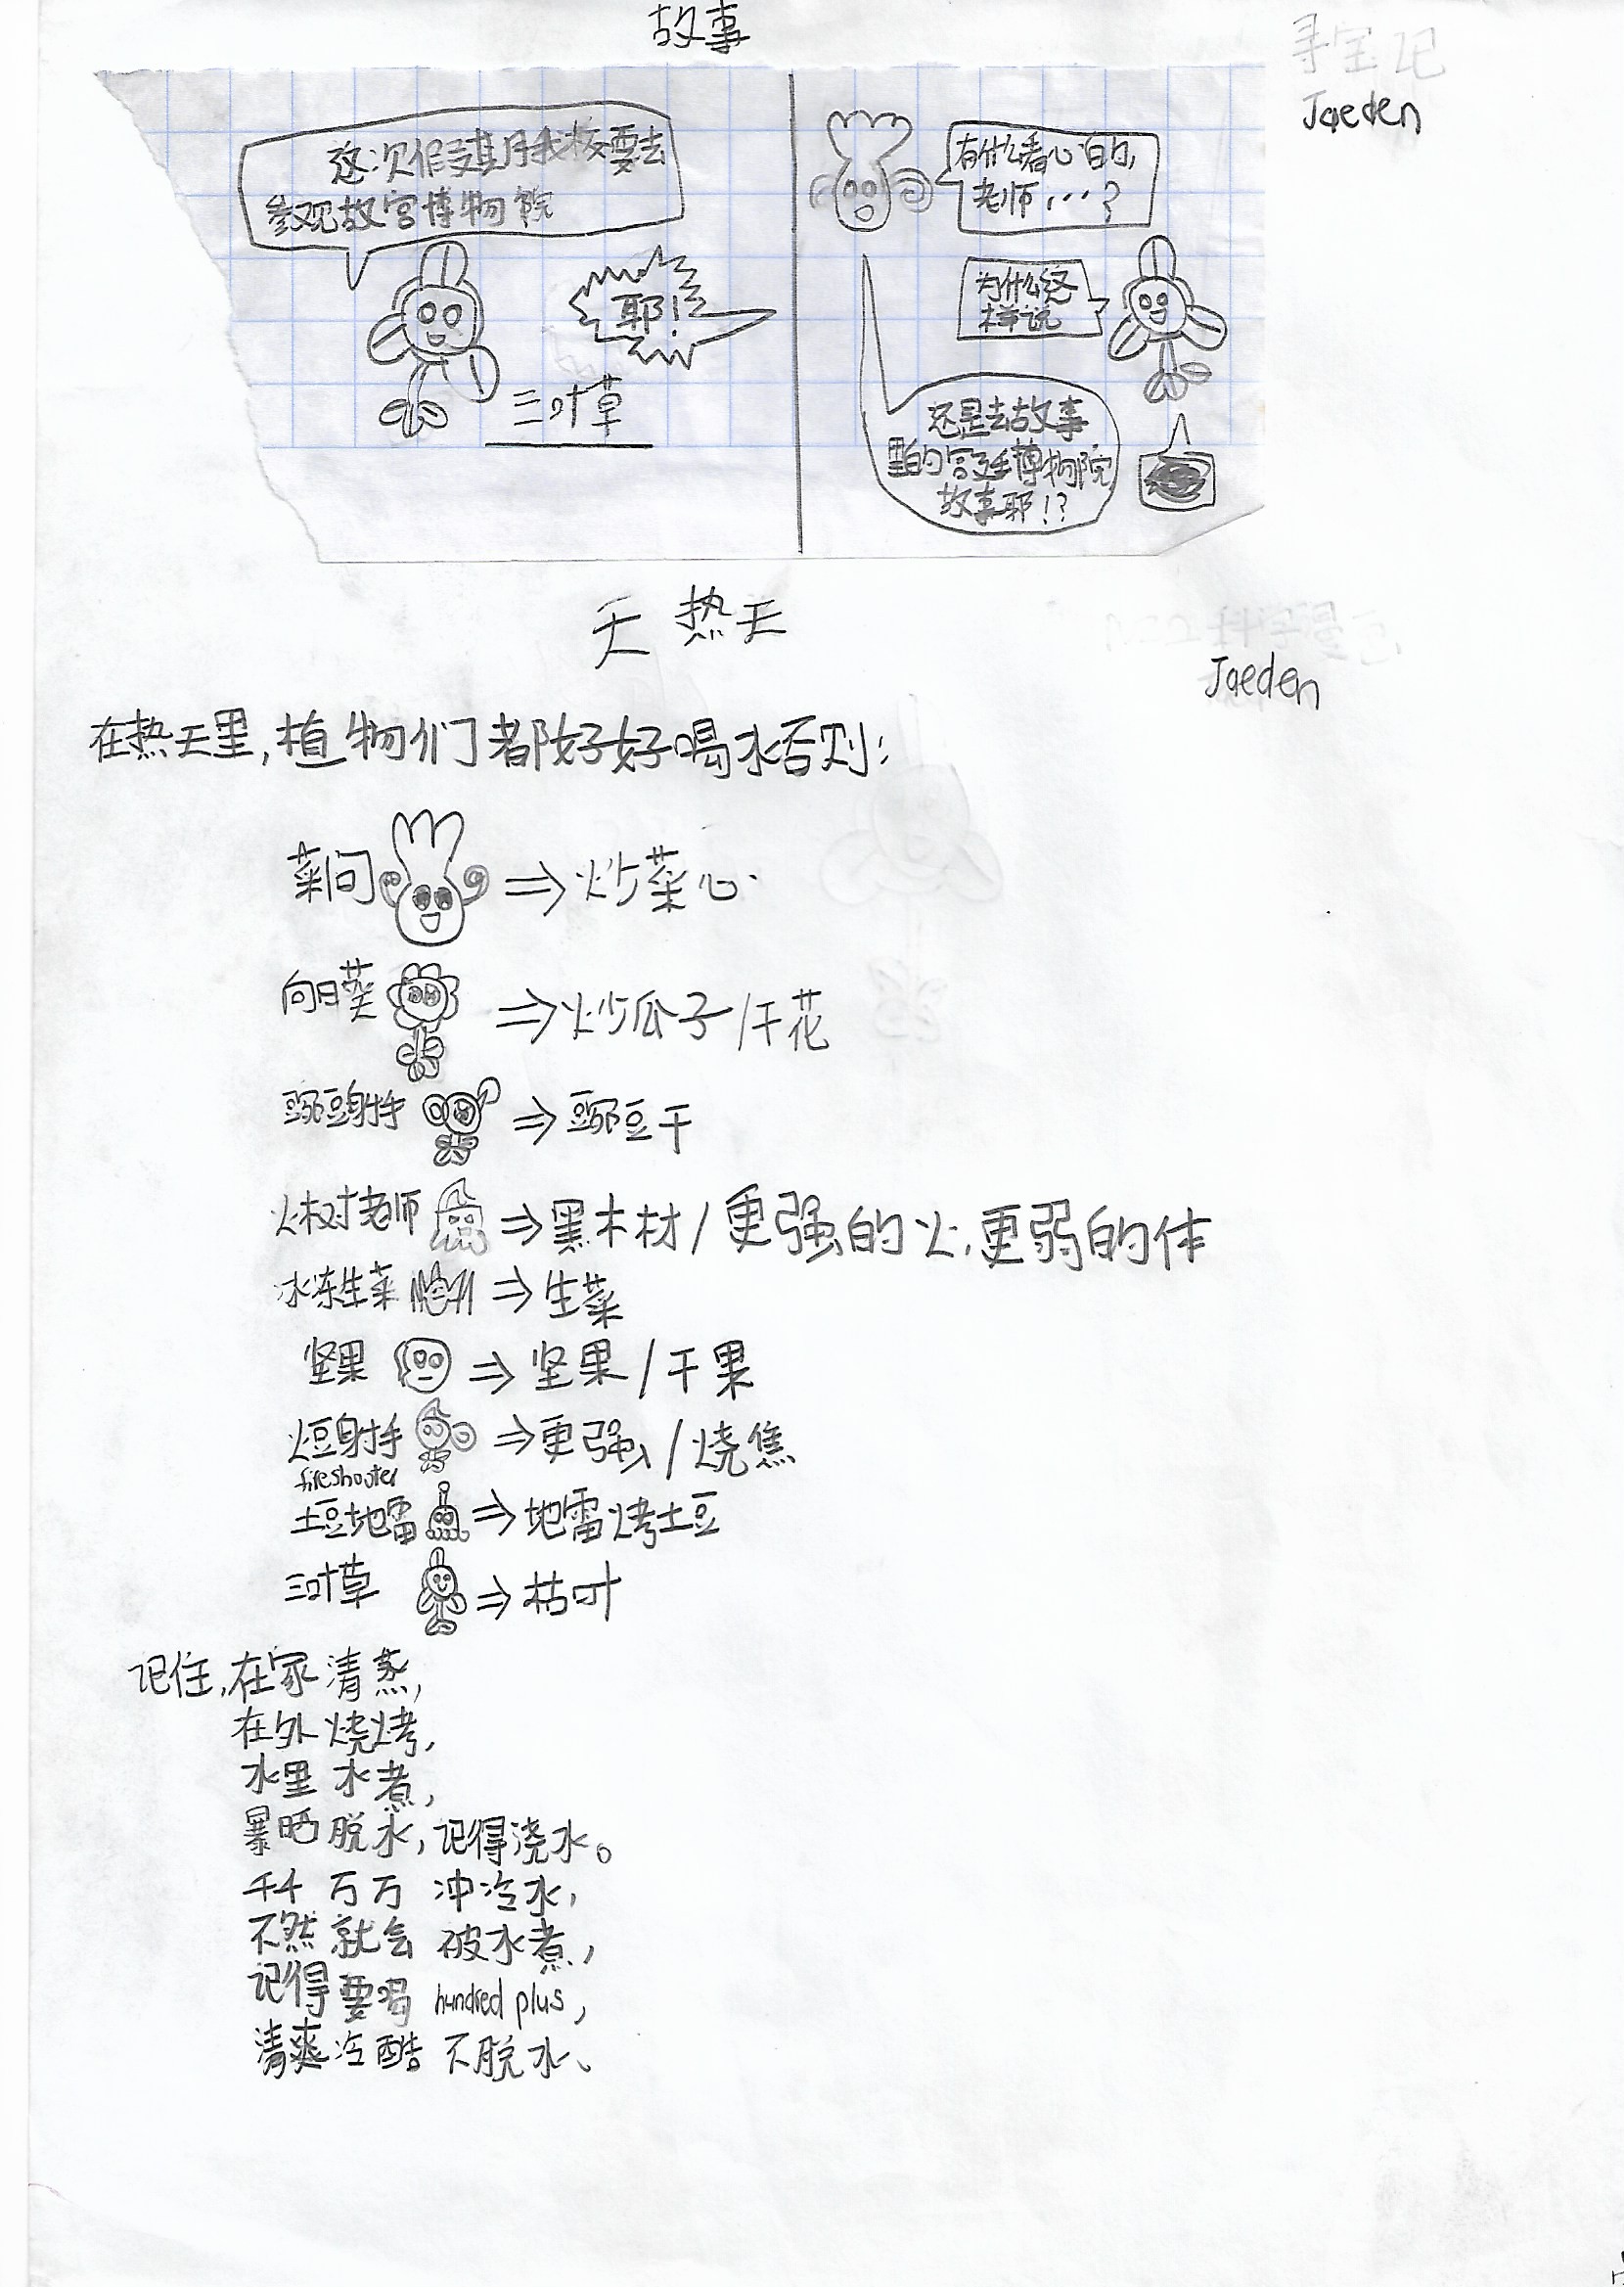 故事
寻宝记
Jaeden
这次假期我校要去
参观故宫博物院
耶!
三叶草
有什么着心自的,
老师...?
为什么这
样说
还是去故事
里的宫廷博物院
故事耶!?
天 热天
Jaeden
在热天里,植物们都好好喝水否则:
菜问 ⇒ 炒菜心
向日葵 ⇒ 炒瓜子/干花
豌豆射手 ⇒ 豌豆干
火树老师 ⇒ 黑木材/更强的火,更弱的体
冰冻生菜 ⇒ 生菜
坚果 ⇒ 坚果/干果
火豆射手 ⇒ 更强/烧焦
fireshooter
土豆地雷 ⇒ 地雷烤土豆
三叶草 ⇒ 枯叶
记住,在家清蒸,
在外烧烤,
水里水煮,
暴晒脱水,记得浇水。
千千万万冲冷水,
不然就会被水煮,
记得要喝 hundred plus,
清爽冷酷不脱水、